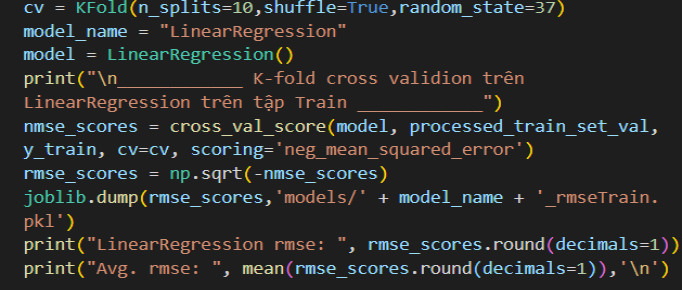 cv = KFold(n_splits=10,shuffle=True,random_state=37)
model_name = "LinearRegression"
model = LinearRegression()
print("\n____________ K-fold cross validion trên
LinearRegression trên tập Train ____________")
nmse_scores = cross_val_score(model, processed_train_set_val,
y_train, cv=cv, scoring='neg_mean_squared_error')
rmse_scores = np.sqrt(-nmse_scores)
joblib.dump(rmse_scores,'models/' + model_name + '_rmseTrain.
pkl')
print("LinearRegression rmse: ", rmse_scores.round(decimals=1))
print("Avg. rmse: ", mean(rmse_scores.round(decimals=1)),'\n')